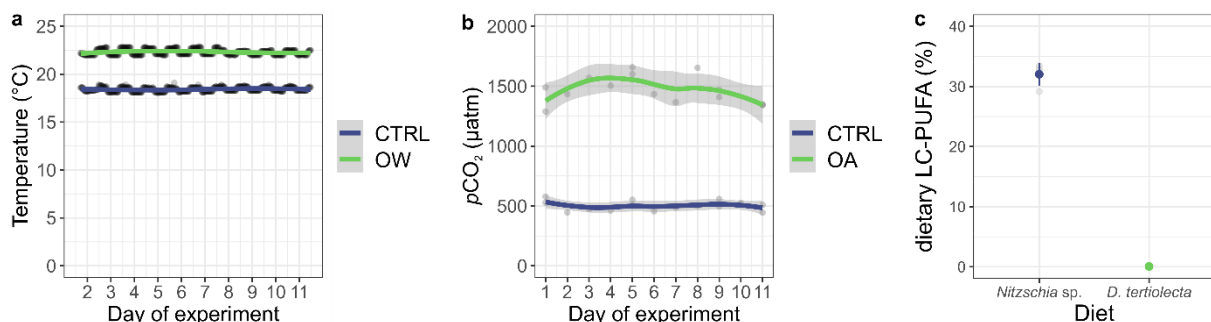 a
Temperature (°C)
25
20
15
10
5
0
2 3 4 5 6 7 8 9 10 11
Day of experiment
CTRL
OW
b
pCO₂ (μatm)
2000
1500
1000
500
0
1 2 3 4 5 6 7 8 9 10 11
Day of experiment
CTRL
OA
c
dietary LC-PUFA (%)
40
30
20
10
0
Nitzschia sp. D. tertiolecta
Diet